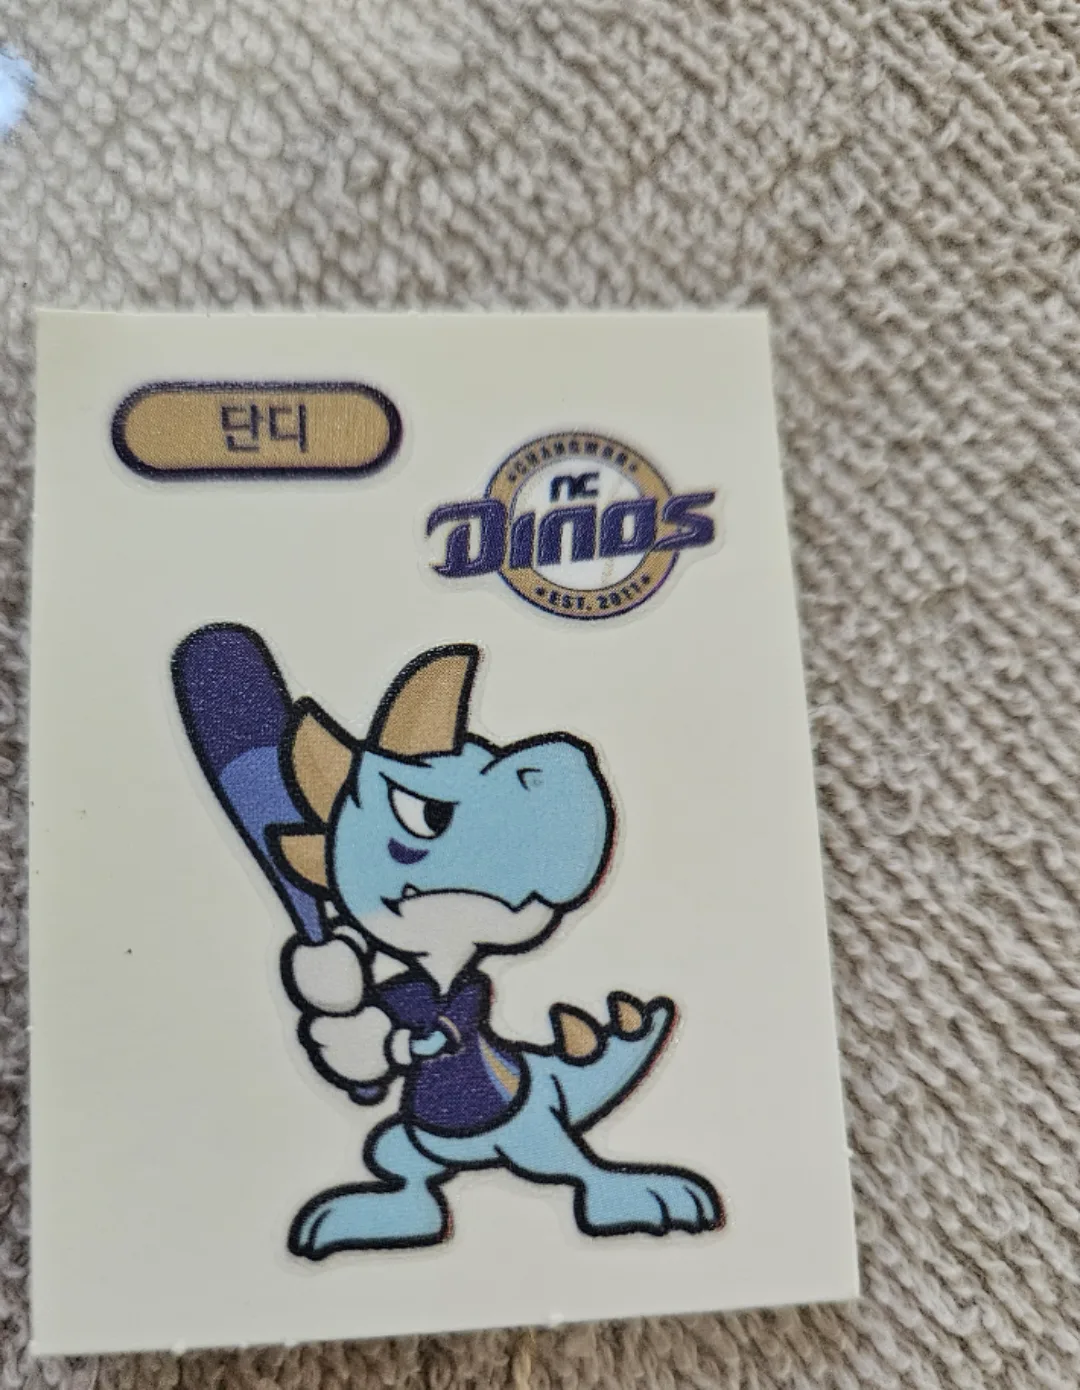 단디
CHANGWON
NC
DINOS
EST. 2011